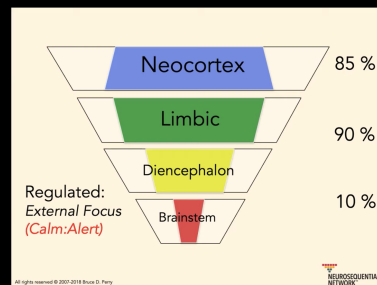 Neocortex
85 %
Limbic
90 %
Diencephalon
Regulated:
External Focus
(Calm:Alert)
Brainstem
10 %
All rights reserved © 2007-2019 Bruce D. Perry
NEUROSEQUENTIAL
NETWORK